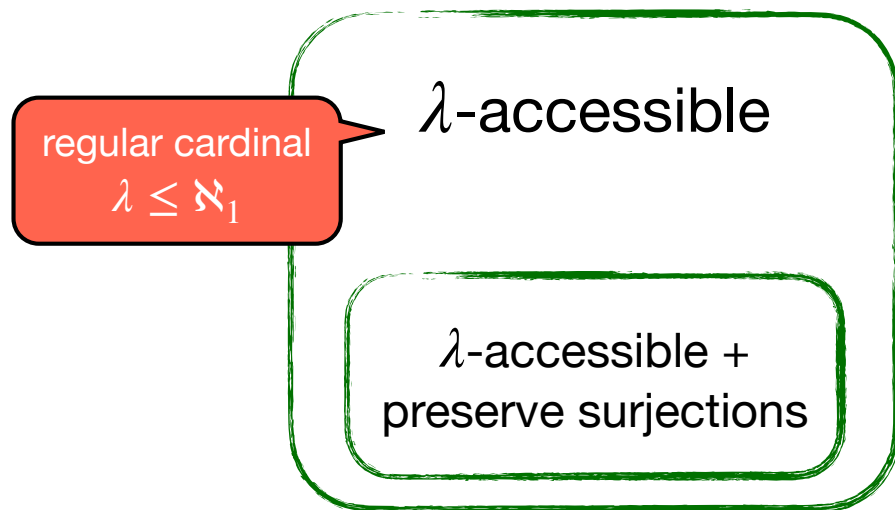 regular cardinal
λ ≤ ℵ₁
λ-accessible
λ-accessible +
preserve surjections